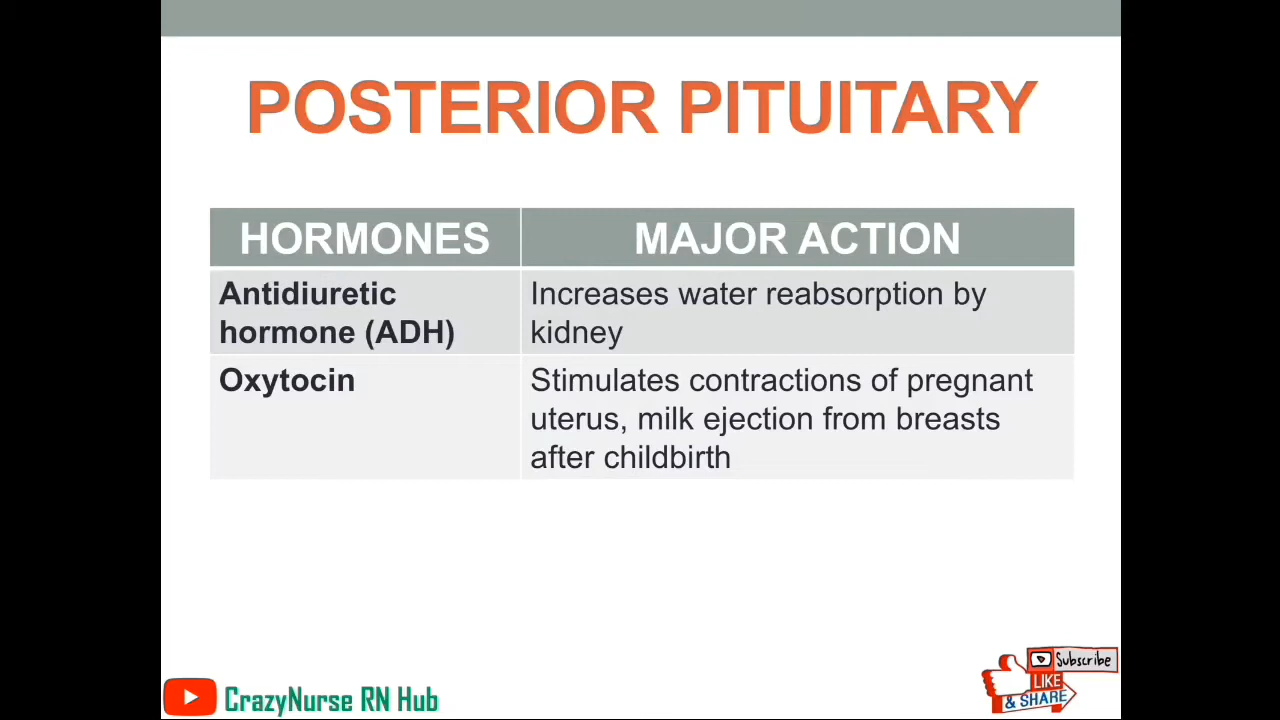 POSTERIOR PITUITARY
HORMONES
MAJOR ACTION
Antidiuretic
hormone (ADH)
Increases water reabsorption by
kidney
Oxytocin
Stimulates contractions of pregnant
uterus, milk ejection from breasts
after childbirth
CrazyNurse RN Hub
Subscribe
LIKE
& SHARE